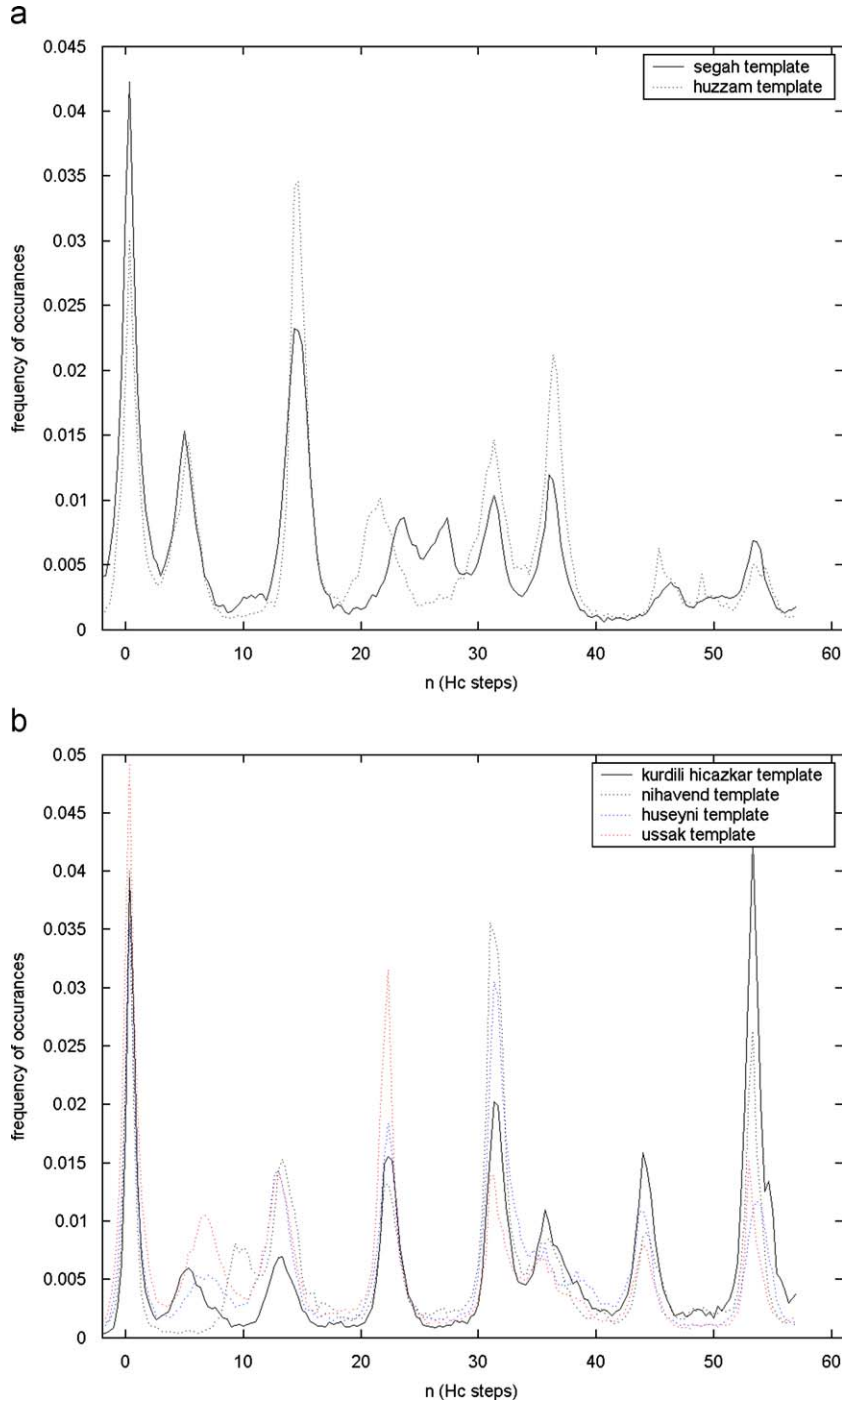 a
0.045
0.04
0.035
0.03
0.025
0.02
0.015
0.01
0.005
0
frequency of occurances
segah template
huzzam template
0 10 20 30 40 50 60
n (Hc steps)
b
0.05
0.045
0.04
0.035
0.03
0.025
0.02
0.015
0.01
0.005
0
frequency of occurances
kurdili hicazkar template
nihavend template
huseyni template
ussak template
0 10 20 30 40 50 60
n (Hc steps)